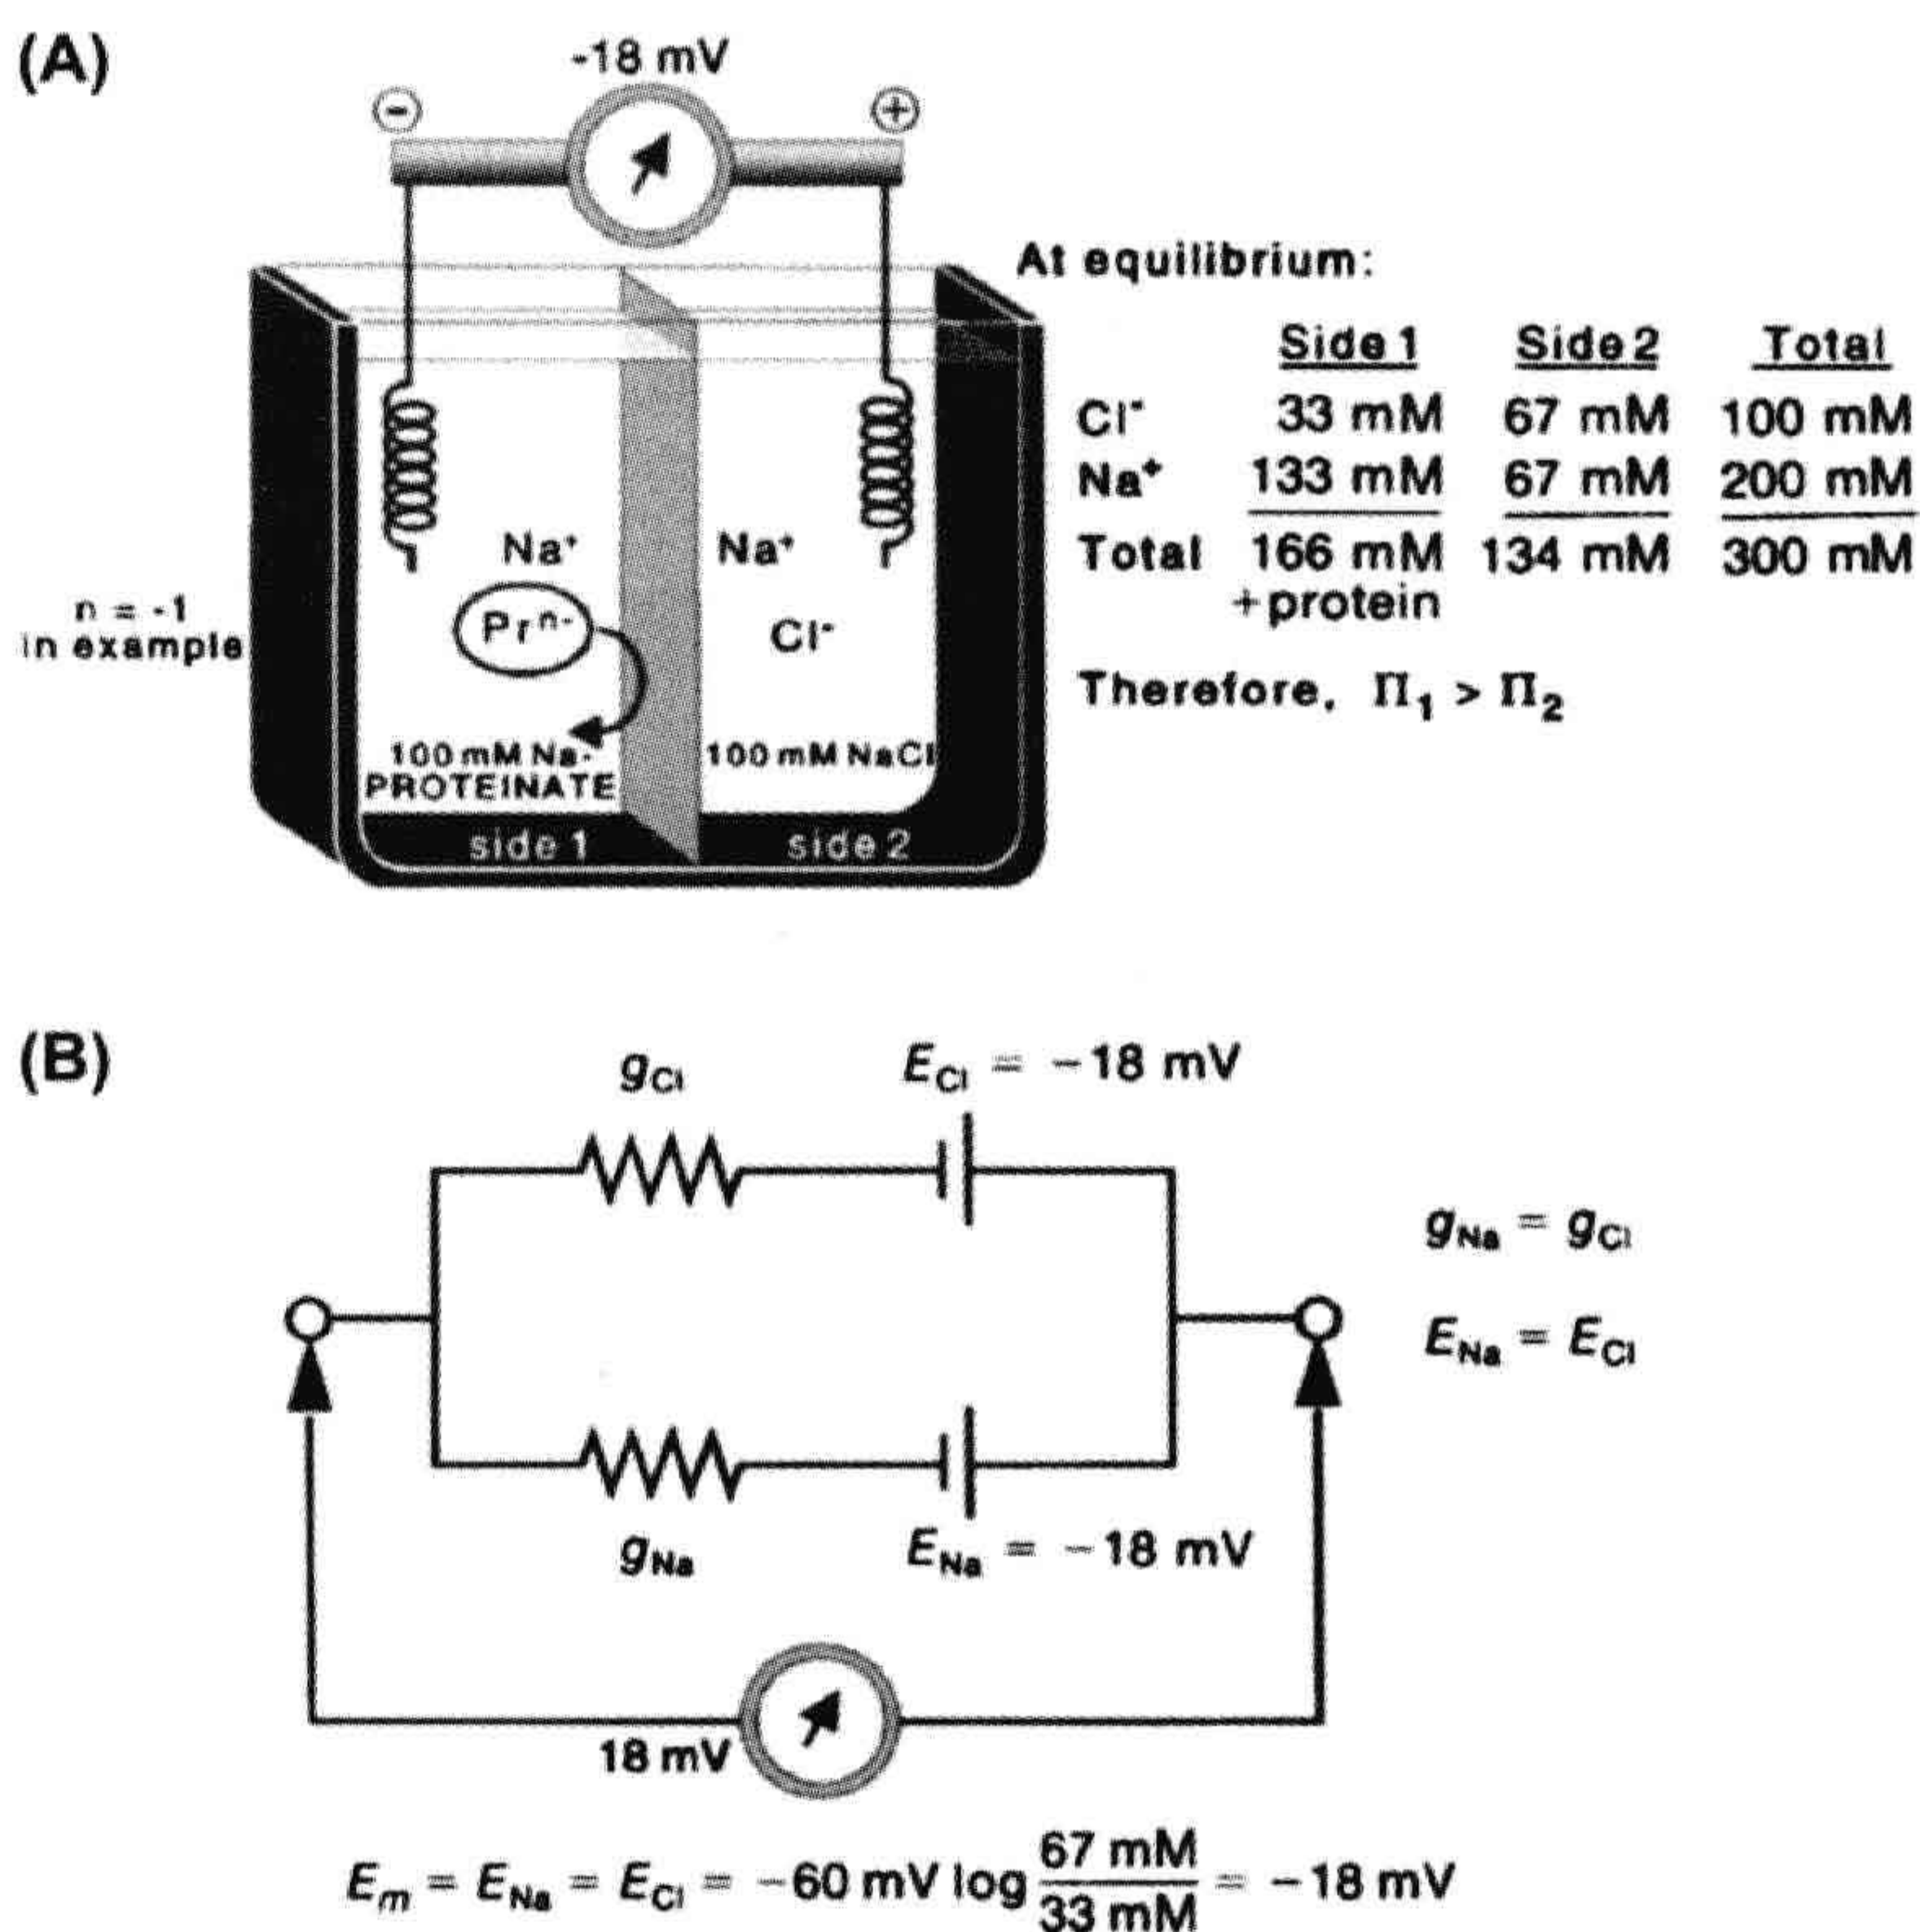 (A)
-18 mV
⊖ ⊕
At equilibrium:
Side 1 Side 2 Total
Cl⁻ 33 mM 67 mM 100 mM
Na⁺ 133 mM 67 mM 200 mM
Total 166 mM 134 mM 300 mM
+ protein
Therefore, Π₁ > Π₂
n = -1
in example
Na⁺ Na⁺
Prⁿ⁻ Cl⁻
100 mM Na- 100 mM NaCl
PROTEINATE
side 1 side 2
(B)
g_Cl E_Cl = −18 mV
g_Na = g_Cl
E_Na = E_Cl
g_Na E_Na = −18 mV
18 mV
E_m = E_Na = E_Cl = −60 mV log 67 mM / 33 mM = −18 mV